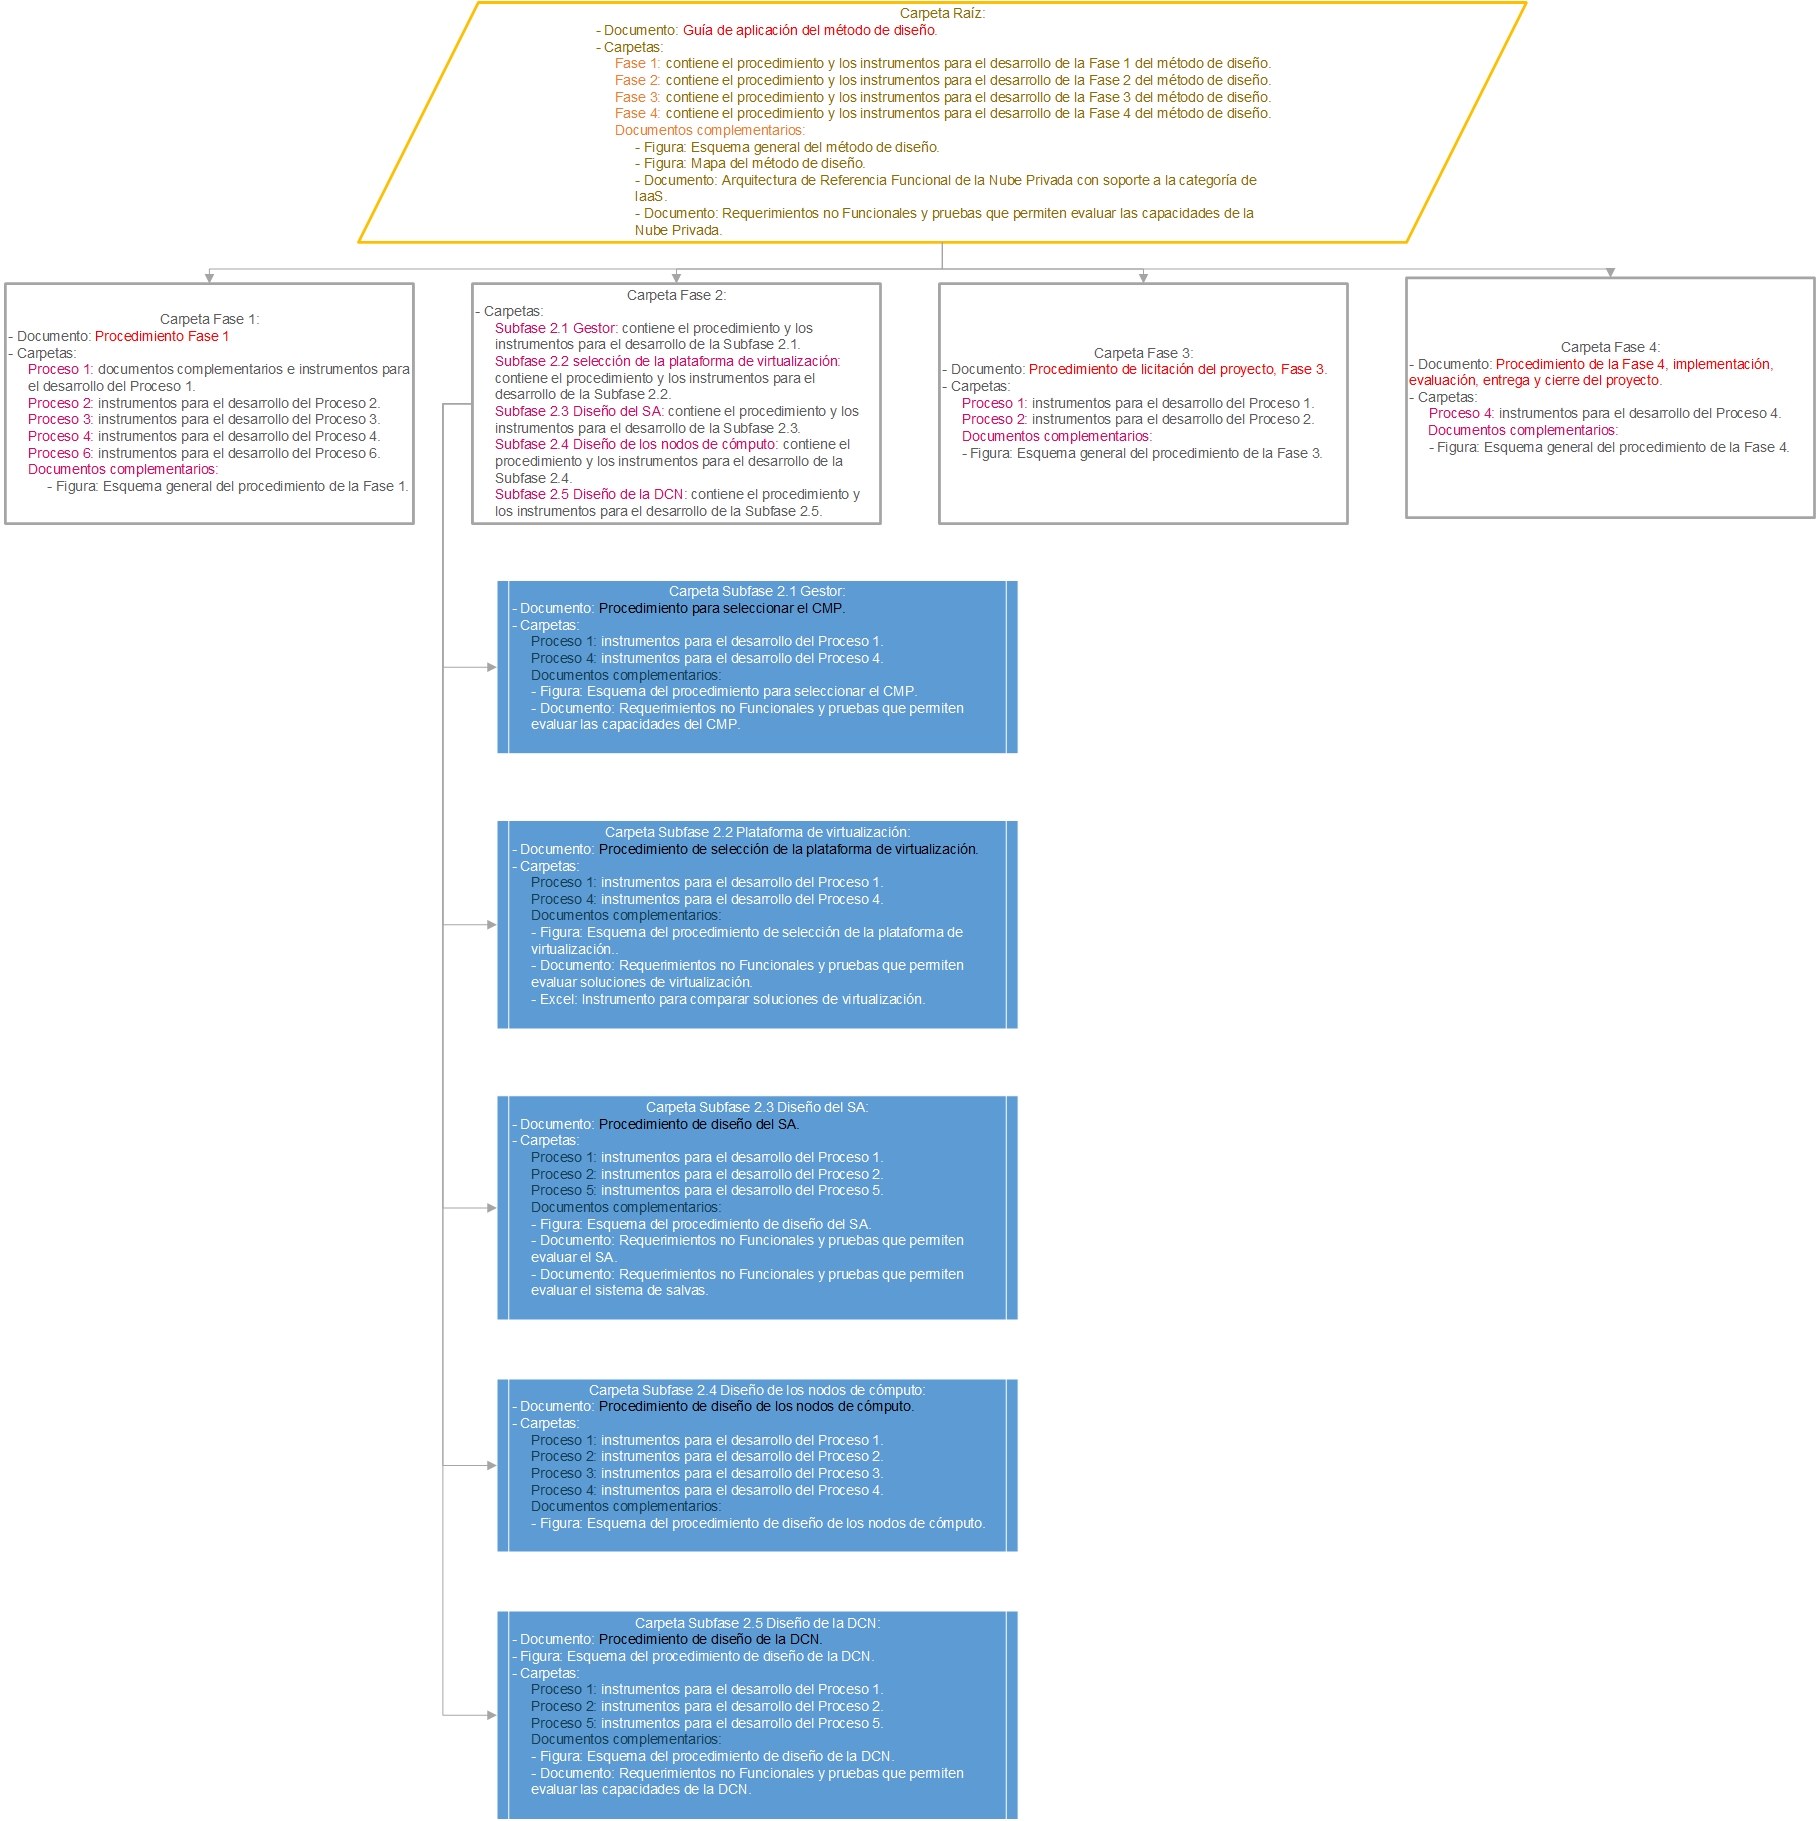 Carpeta Raíz:
- Documento: Guía de aplicación del método de diseño.
- Carpetas:
Fase 1: contiene el procedimiento y los instrumentos para el desarrollo de la Fase 1 del método de diseño.
Fase 2: contiene el procedimiento y los instrumentos para el desarrollo de la Fase 2 del método de diseño.
Fase 3: contiene el procedimiento y los instrumentos para el desarrollo de la Fase 3 del método de diseño.
Fase 4: contiene el procedimiento y los instrumentos para el desarrollo de la Fase 4 del método de diseño.
Documentos complementarios:
- Figura: Esquema general del método de diseño.
- Figura: Mapa del método de diseño.
- Documento: Arquitectura de Referencia Funcional de la Nube Privada con soporte a la categoría de
IaaS.
- Documento: Requerimientos no Funcionales y pruebas que permiten evaluar las capacidades de la
Nube Privada.
Carpeta Fase 1:
- Documento: Procedimiento Fase 1
- Carpetas:
Proceso 1: documentos complementarios e instrumentos para
el desarrollo del Proceso 1.
Proceso 2: instrumentos para el desarrollo del Proceso 2.
Proceso 3: instrumentos para el desarrollo del Proceso 3.
Proceso 4: instrumentos para el desarrollo del Proceso 4.
Proceso 6: instrumentos para el desarrollo del Proceso 6.
Documentos complementarios:
- Figura: Esquema general del procedimiento de la Fase 1.
Carpeta Fase 2:
- Carpetas:
Subfase 2.1 Gestor: contiene el procedimiento y los
instrumentos para el desarrollo de la Subfase 2.1.
Subfase 2.2 selección de la plataforma de virtualización:
contiene el procedimiento y los instrumentos para el
desarrollo de la Subfase 2.2.
Subfase 2.3 Diseño del SA: contiene el procedimiento y los
instrumentos para el desarrollo de la Subfase 2.3.
Subfase 2.4 Diseño de los nodos de cómputo: contiene el
procedimiento y los instrumentos para el desarrollo de la
Subfase 2.4.
Subfase 2.5 Diseño de la DCN: contiene el procedimiento y
los instrumentos para el desarrollo de la Subfase 2.5.
Carpeta Fase 3:
- Documento: Procedimiento de licitación del proyecto, Fase 3.
- Carpetas:
Proceso 1: instrumentos para el desarrollo del Proceso 1.
Proceso 2: instrumentos para el desarrollo del Proceso 2.
Documentos complementarios:
- Figura: Esquema general del procedimiento de la Fase 3.
Carpeta Fase 4:
- Documento: Procedimiento de la Fase 4, implementación,
evaluación, entrega y cierre del proyecto.
- Carpetas:
Proceso 4: instrumentos para el desarrollo del Proceso 4.
Documentos complementarios:
- Figura: Esquema general del procedimiento de la Fase 4.
Carpeta Subfase 2.1 Gestor:
- Documento: Procedimiento para seleccionar el CMP.
- Carpetas:
Proceso 1: instrumentos para el desarrollo del Proceso 1.
Proceso 4: instrumentos para el desarrollo del Proceso 4.
Documentos complementarios:
- Figura: Esquema del procedimiento para seleccionar el CMP.
- Documento: Requerimientos no Funcionales y pruebas que permiten
evaluar las capacidades del CMP.
Carpeta Subfase 2.2 Plataforma de virtualización:
- Documento: Procedimiento de selección de la plataforma de virtualización.
- Carpetas:
Proceso 1: instrumentos para el desarrollo del Proceso 1.
Proceso 4: instrumentos para el desarrollo del Proceso 4.
Documentos complementarios:
- Figura: Esquema del procedimiento de selección de la plataforma de
virtualización..
- Documento: Requerimientos no Funcionales y pruebas que permiten
evaluar soluciones de virtualización.
- Excel: Instrumento para comparar soluciones de virtualización.
Carpeta Subfase 2.3 Diseño del SA:
- Documento: Procedimiento de diseño del SA.
- Carpetas:
Proceso 1: instrumentos para el desarrollo del Proceso 1.
Proceso 2: instrumentos para el desarrollo del Proceso 2.
Proceso 5: instrumentos para el desarrollo del Proceso 5.
Documentos complementarios:
- Figura: Esquema del procedimiento de diseño del SA.
- Documento: Requerimientos no Funcionales y pruebas que permiten
evaluar el SA.
- Documento: Requerimientos no Funcionales y pruebas que permiten
evaluar el sistema de salvas.
Carpeta Subfase 2.4 Diseño de los nodos de cómputo:
- Documento: Procedimiento de diseño de los nodos de cómputo.
- Carpetas:
Proceso 1: instrumentos para el desarrollo del Proceso 1.
Proceso 2: instrumentos para el desarrollo del Proceso 2.
Proceso 3: instrumentos para el desarrollo del Proceso 3.
Proceso 4: instrumentos para el desarrollo del Proceso 4.
Documentos complementarios:
- Figura: Esquema del procedimiento de diseño de los nodos de cómputo.
Carpeta Subfase 2.5 Diseño de la DCN:
- Documento: Procedimiento de diseño de la DCN.
- Figura: Esquema del procedimiento de diseño de la DCN.
- Carpetas:
Proceso 1: instrumentos para el desarrollo del Proceso 1.
Proceso 2: instrumentos para el desarrollo del Proceso 2.
Proceso 5: instrumentos para el desarrollo del Proceso 5.
Documentos complementarios:
- Figura: Esquema del procedimiento de diseño de la DCN.
- Documento: Requerimientos no Funcionales y pruebas que permiten
evaluar las capacidades de la DCN.